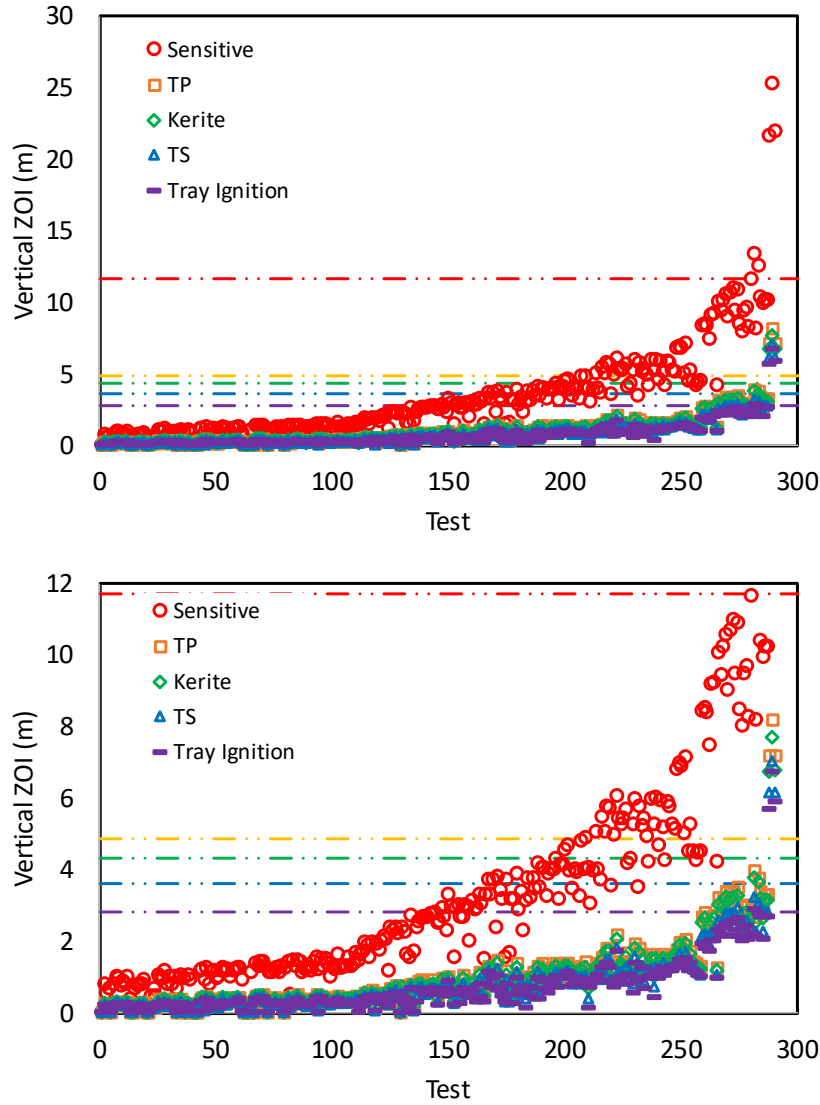 30
25
20
15
10
5
0
Vertical ZOI (m)
Sensitive
TP
Kerite
TS
Tray Ignition
0 50 100 150 200 250 300
Test
12
10
8
6
4
2
0
Vertical ZOI (m)
Sensitive
TP
Kerite
TS
Tray Ignition
0 50 100 150 200 250 300
Test